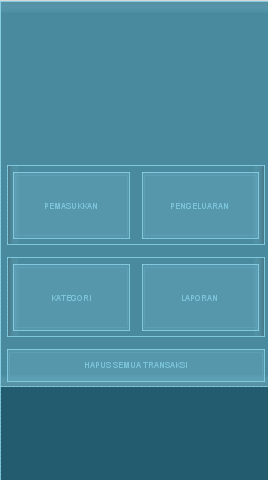 PEMASUKKAN
PENGELUARAN
KATEGORI
LAPORAN
HAPUS SEMUA TRANSAKSI